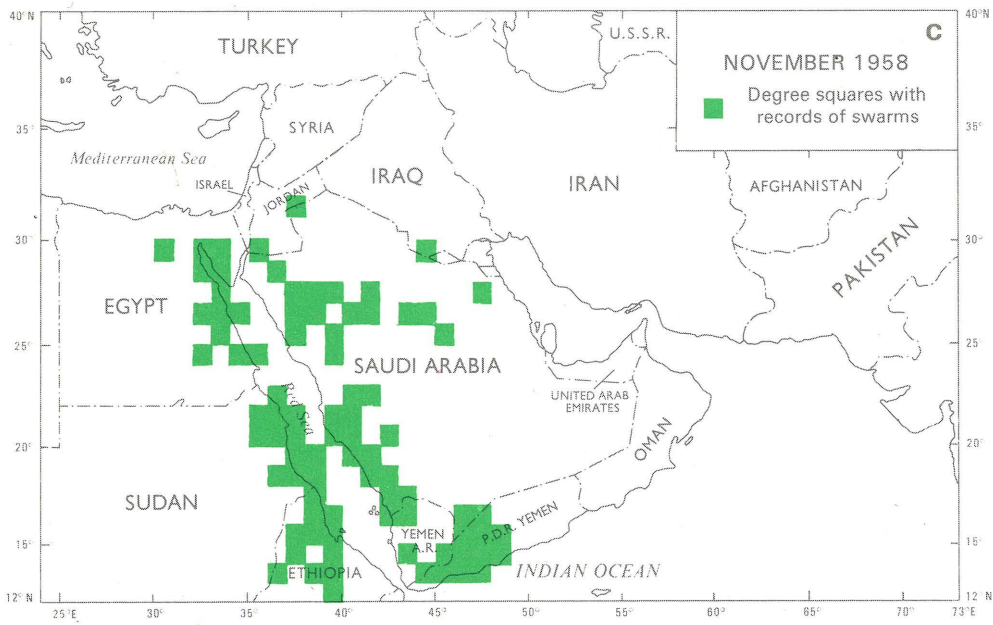 40°N
40°N
C
TURKEY
U.S.S.R.
NOVEMBER 1958
Degree squares with
records of swarms
35°
35°
SYRIA
Mediterranean Sea
ISRAEL
JORDAN
IRAQ
IRAN
AFGHANISTAN
30°
30°
PAKISTAN
EGYPT
25°
25°
SAUDI ARABIA
Red Sea
UNITED ARAB
EMIRATES
20°
20°
OMAN
SUDAN
P.D.R. YEMEN
YEMEN
A.R.
15°
15°
ETHIOPIA
INDIAN OCEAN
12°N
12°N
25°E
30°
35°
40°
45°
50°
55°
60°
65°
70°
73°E